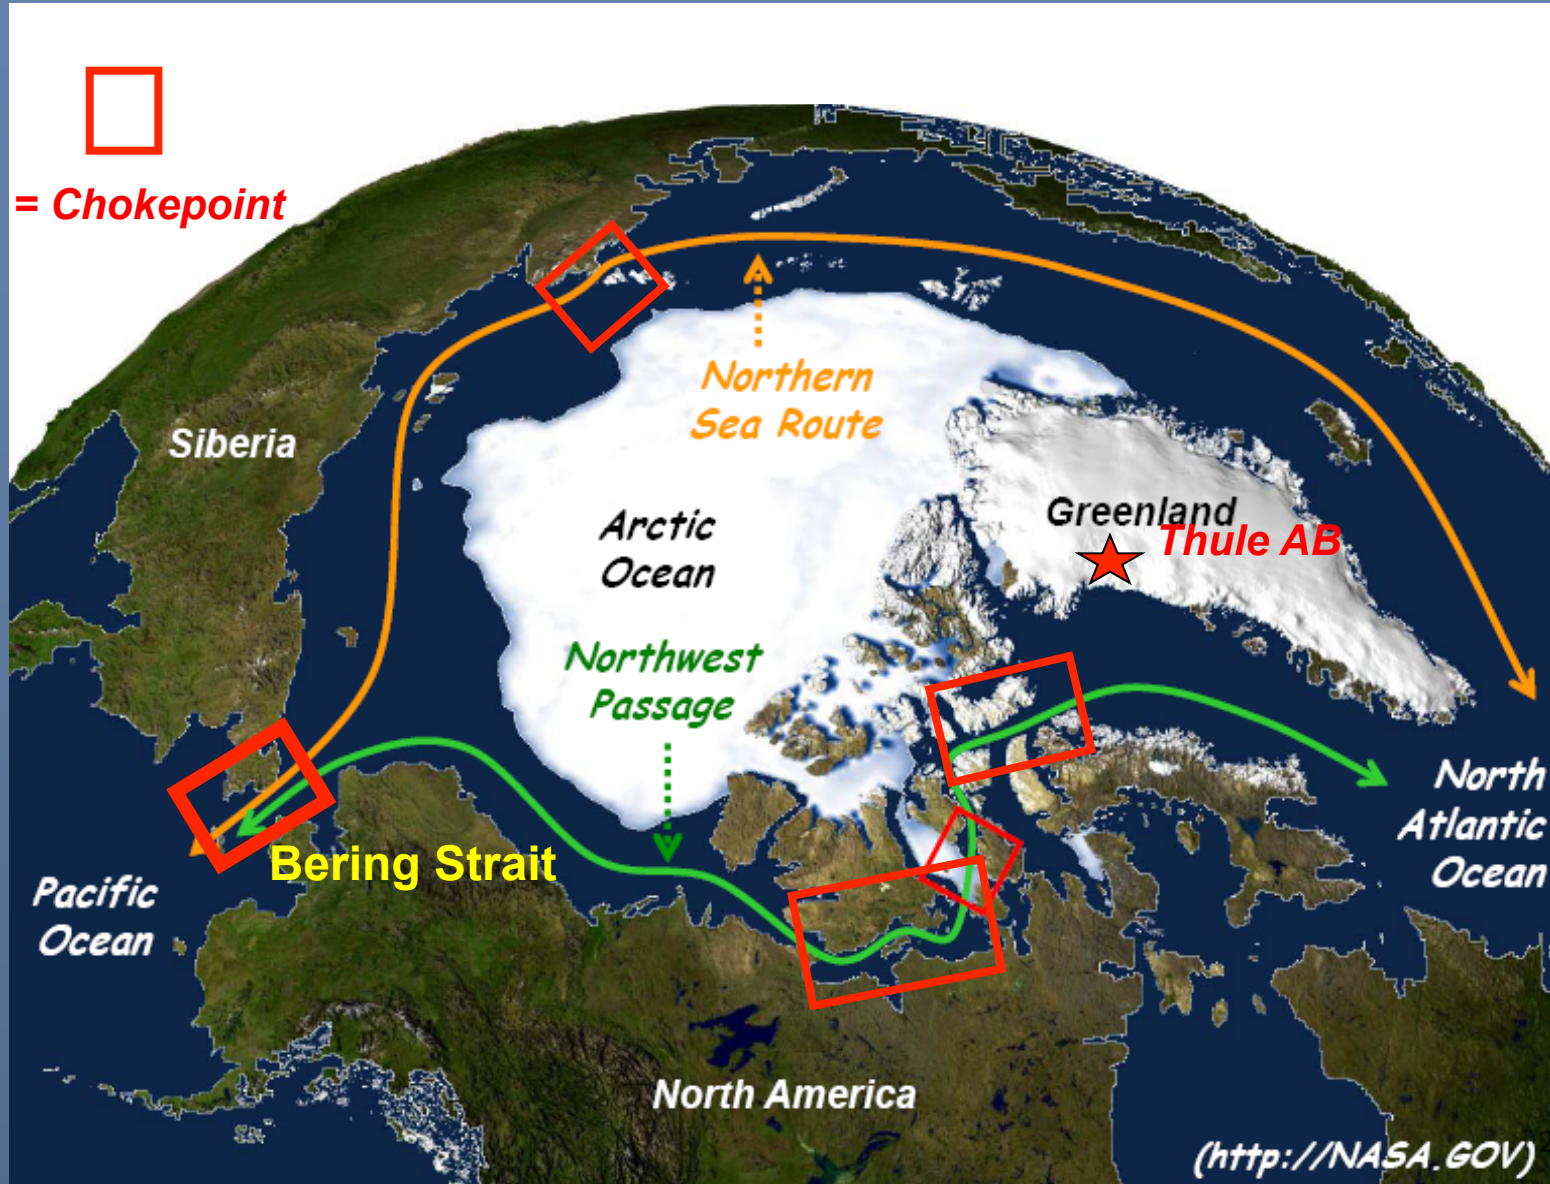 = Chokepoint
Northern
Sea Route
Siberia
Greenland
Thule AB
Arctic
Ocean
Northwest
Passage
North
Atlantic
Ocean
Bering Strait
Pacific
Ocean
North America
(http://NASA.GOV)